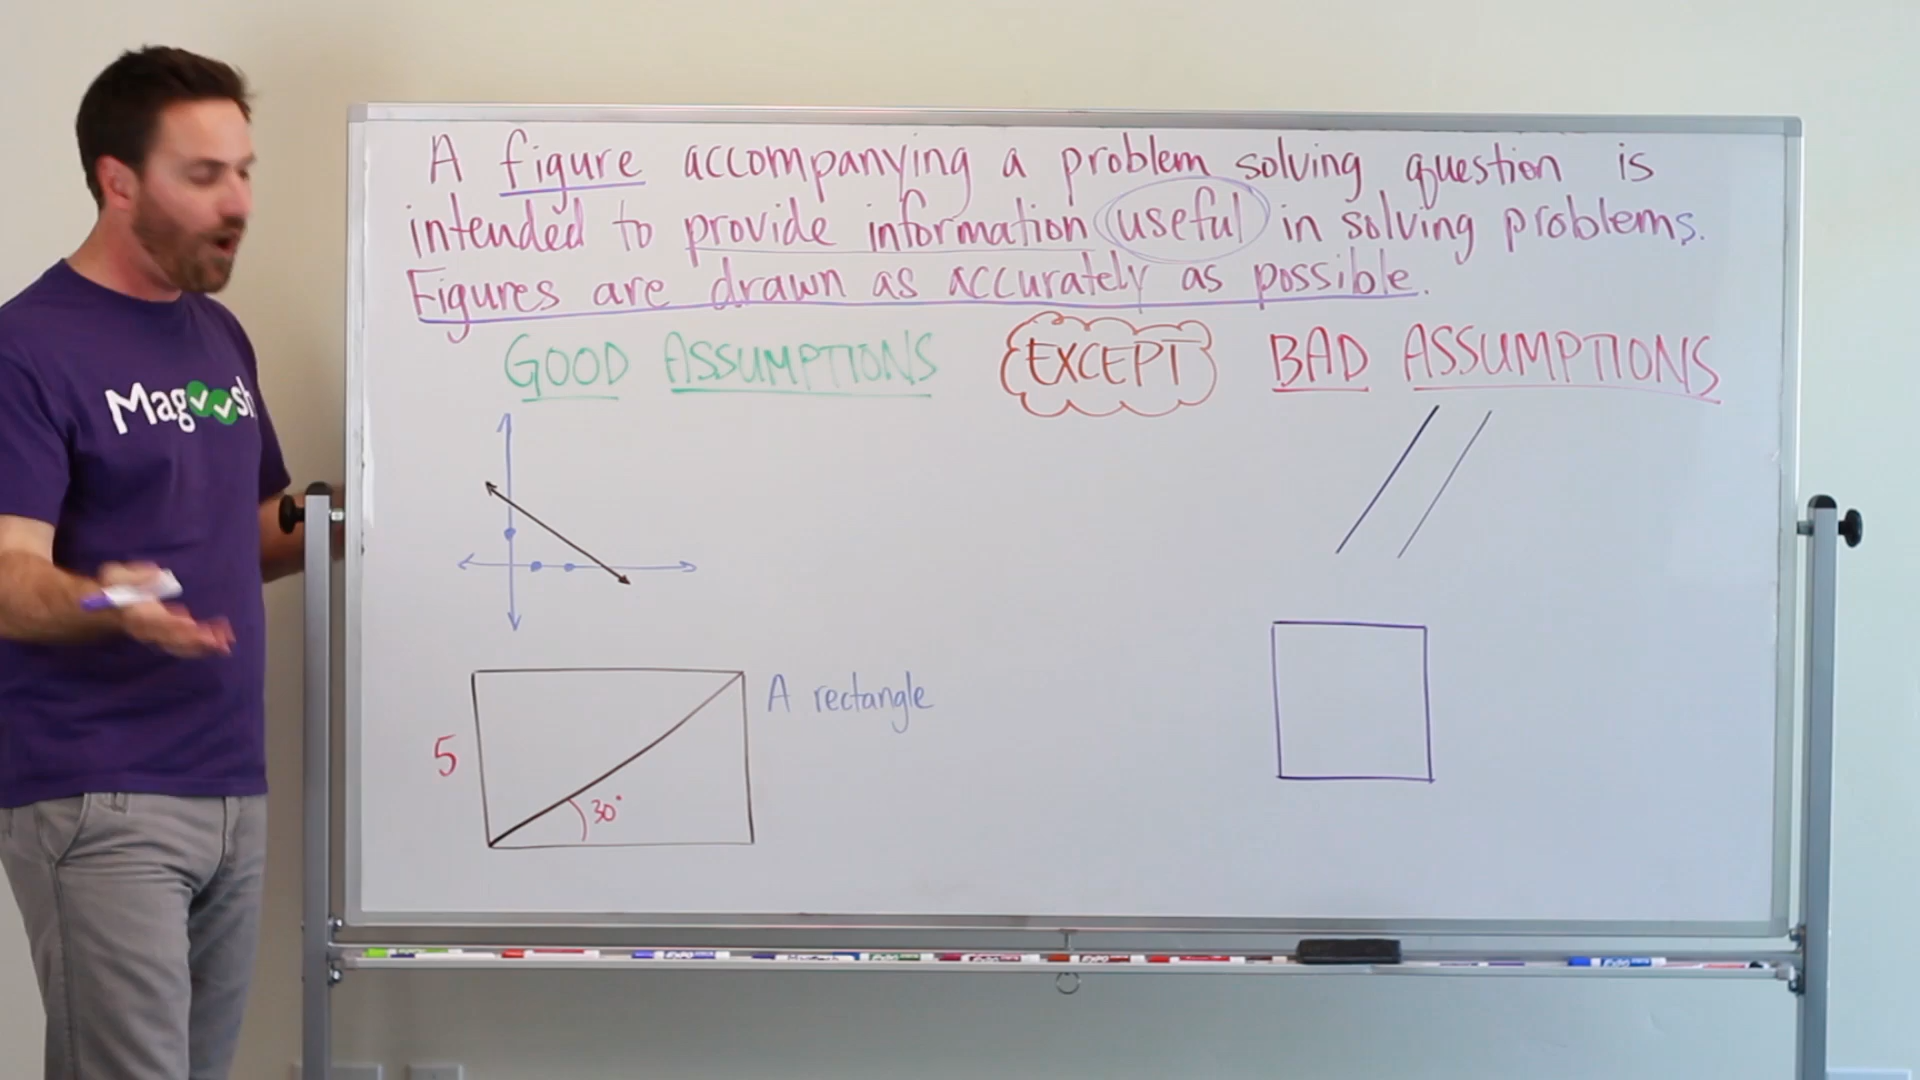 A figure accompanying a problem solving question is
intended to provide information useful in solving problems.
Figures are drawn as accurately as possible.
GOOD ASSUMPTIONS EXCEPT BAD ASSUMPTIONS
Magoosh
A rectangle
5
30°